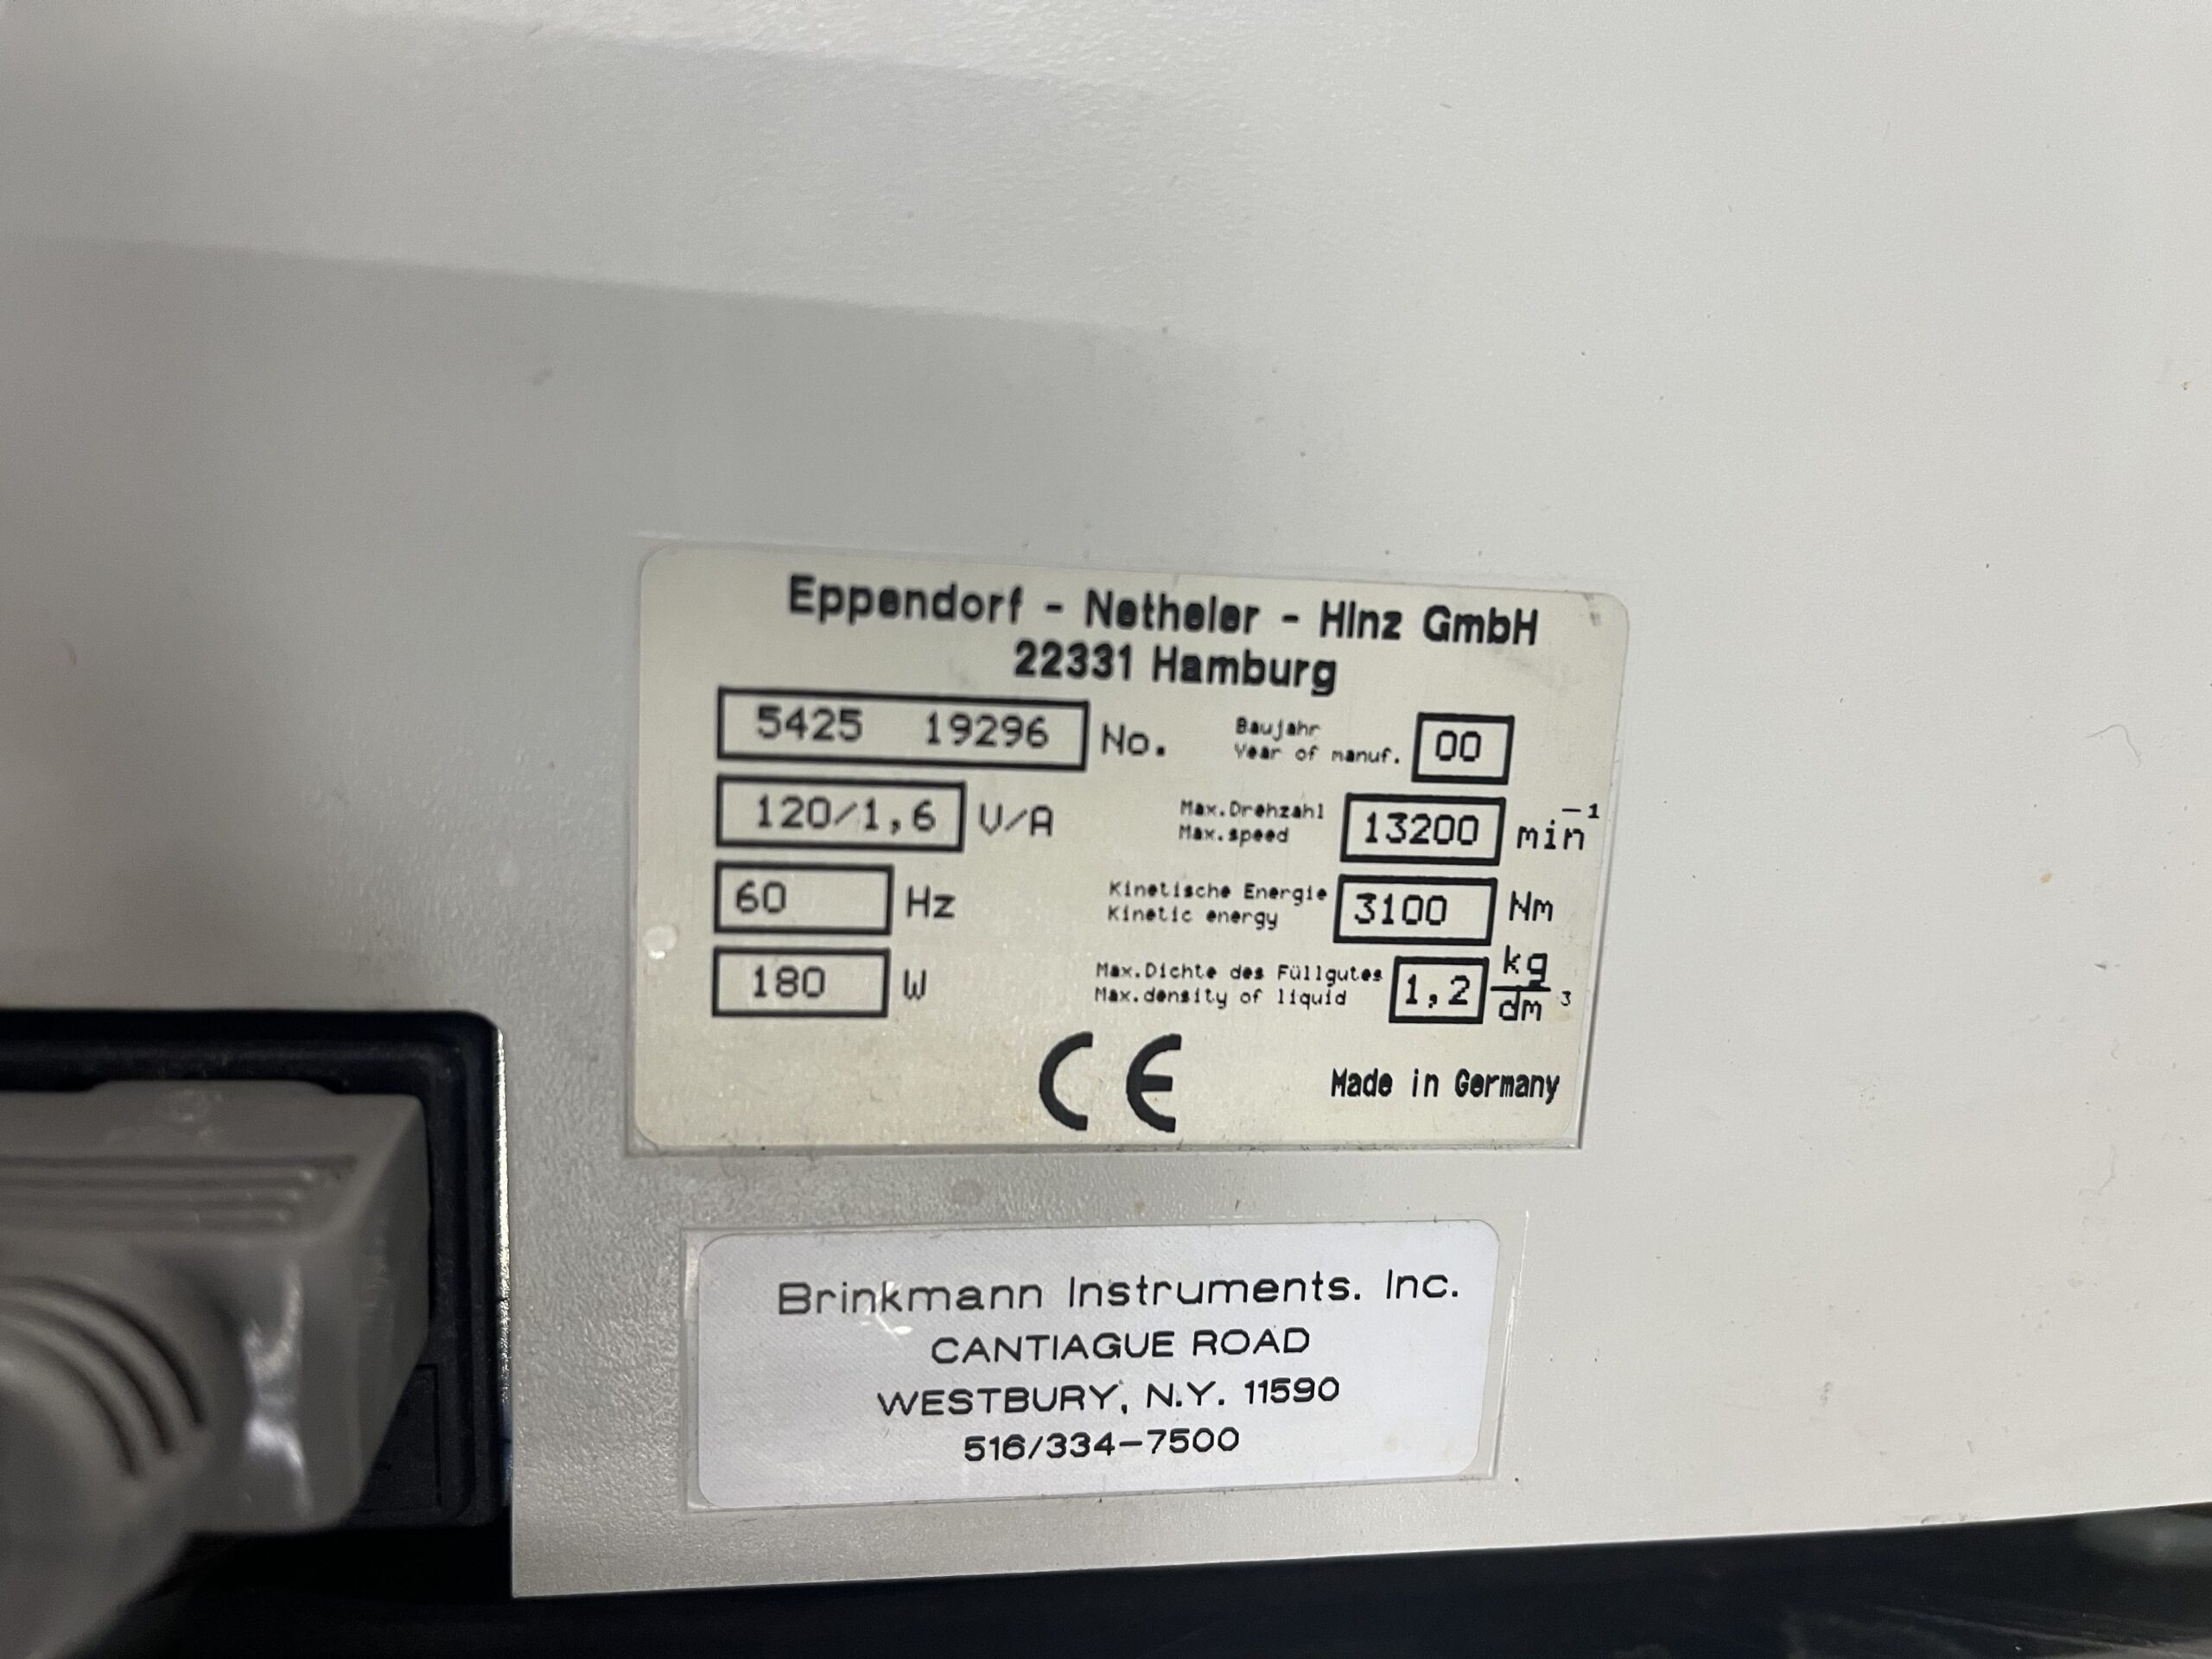 Eppendorf - Netheler - Hinz GmbH
22331 Hamburg
5425 19296 No. Baujahr
Year of manuf. 00
120/1,6 V/A Max.Drehzahl
Max.speed 13200 min⁻¹
60 Hz Kinetische Energie
Kinetic energy 3100 Nm
180 W Max.Dichte des Füllgutes
Max.density of liquid 1,2 kg/dm³
CE Made in Germany
Brinkmann Instruments. Inc.
CANTIAGUE ROAD
WESTBURY, N.Y. 11590
516/334-7500